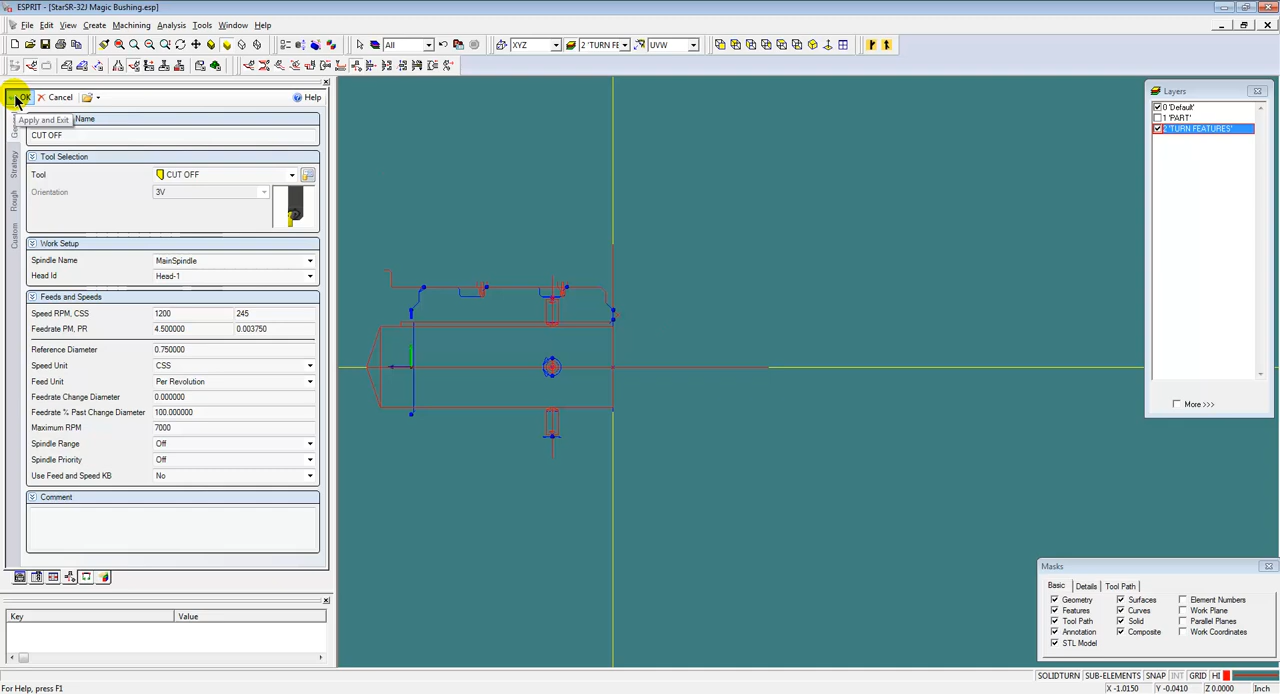 ESPRIT - [StarSR-32J Magic Bushing.esp]
File Edit View Create Machining Analysis Tools Window Help
All XYZ 2 'TURN FE UVW
OK Cancel Help
Apply and Exit
Name
CUT OFF
Tool Selection
Tool CUT OFF
Orientation 3V
Strategy
Rough
Custom
Work Setup
Spindle Name MainSpindle
Head Id Head-1
Feeds and Speeds
Speed RPM, CSS 1200 245
Feedrate PM, PR 4.500000 0.003750
Reference Diameter 0.750000
Speed Unit CSS
Feed Unit Per Revolution
Feedrate Change Diameter 0.000000
Feedrate % Past Change Diameter 100.000000
Maximum RPM 7000
Spindle Range Off
Spindle Priority Off
Use Feed and Speed KB No
Comment
Key Value
Layers
0 'Default'
1 'PART'
2 'TURN FEATURES'
More >>>
Masks
Basic Details Tool Path
Geometry Surfaces Element Numbers
Features Curves Work Plane
Tool Path Solid Parallel Planes
Annotation Composite Work Coordinates
STL Model
SOLIDTURN SUB-ELEMENTS SNAP INT GRID HI
For Help, press F1 X -1.0150 Y -0.0410 Z 0.0000 Inch